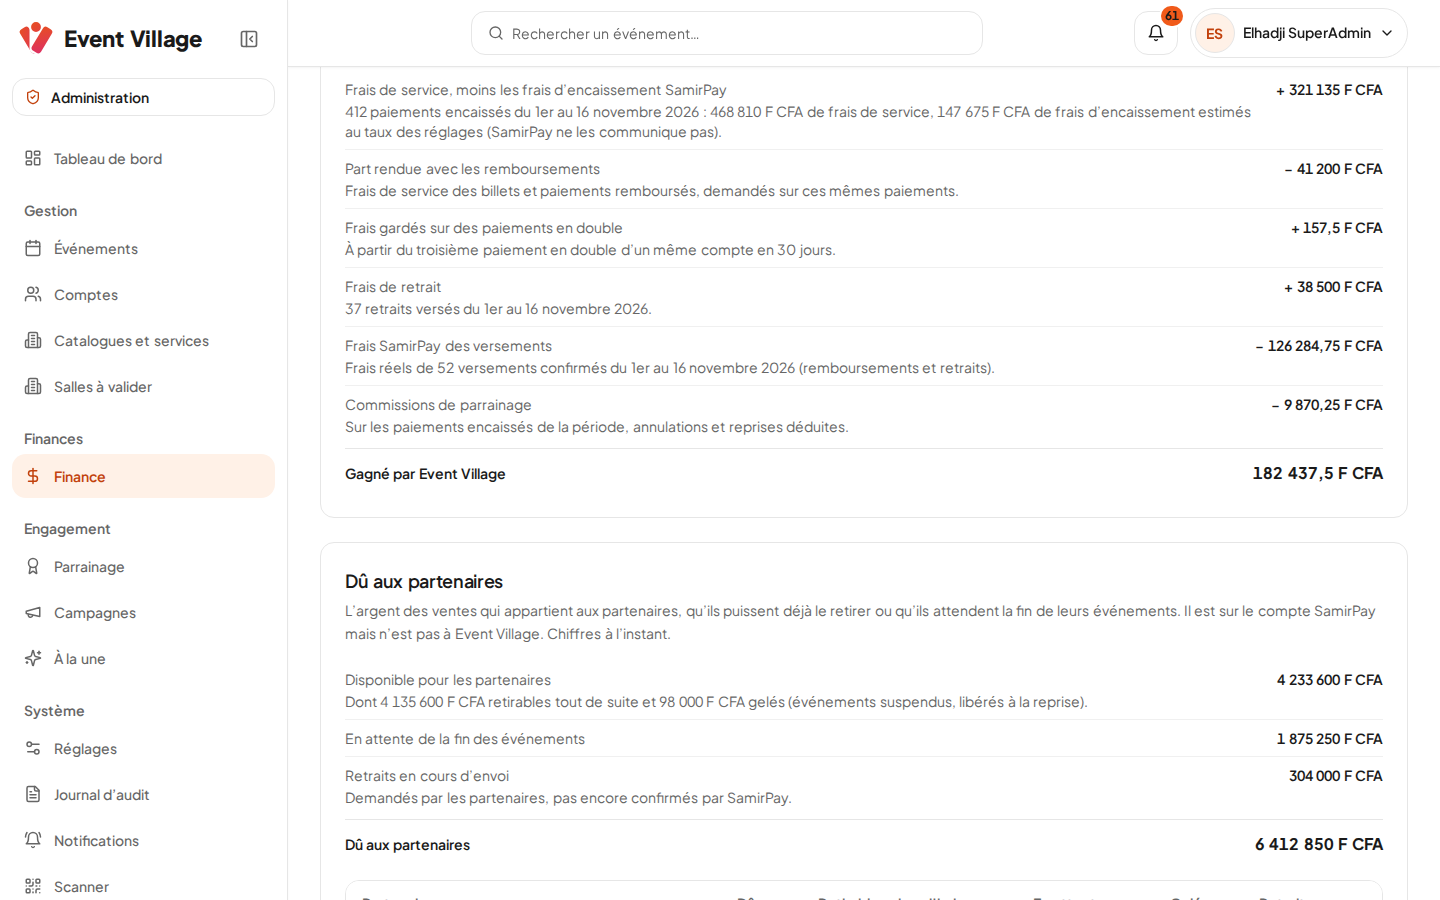 Event Village
Administration
Tableau de bord
Gestion
Événements
Comptes
Catalogues et services
Salles à valider
Finances
Finance
Engagement
Parrainage
Campagnes
À la une
Système
Réglages
Journal d’audit
Notifications
Scanner
Rechercher un événement…
61
ES
Elhadji SuperAdmin
Frais de service, moins les frais d’encaissement SamirPay
+ 321 135 F CFA
412 paiements encaissés du 1er au 16 novembre 2026 : 468 810 F CFA de frais de service, 147 675 F CFA de frais d’encaissement estimés
au taux des réglages (SamirPay ne les communique pas).
Part rendue avec les remboursements
− 41 200 F CFA
Frais de service des billets et paiements remboursés, demandés sur ces mêmes paiements.
Frais gardés sur des paiements en double
+ 157,5 F CFA
À partir du troisième paiement en double d’un même compte en 30 jours.
Frais de retrait
+ 38 500 F CFA
37 retraits versés du 1er au 16 novembre 2026.
Frais SamirPay des versements
− 126 284,75 F CFA
Frais réels de 52 versements confirmés du 1er au 16 novembre 2026 (remboursements et retraits).
Commissions de parrainage
− 9 870,25 F CFA
Sur les paiements encaissés de la période, annulations et reprises déduites.
Gagné par Event Village
182 437,5 F CFA
Dû aux partenaires
L’argent des ventes qui appartient aux partenaires, qu’ils puissent déjà le retirer ou qu’ils attendent la fin de leurs événements. Il est sur le compte SamirPay
mais n’est pas à Event Village. Chiffres à l’instant.
Disponible pour les partenaires
4 233 600 F CFA
Dont 4 135 600 F CFA retirables tout de suite et 98 000 F CFA gelés (événements suspendus, libérés à la reprise).
En attente de la fin des événements
1 875 250 F CFA
Retraits en cours d’envoi
304 000 F CFA
Demandés par les partenaires, pas encore confirmés par SamirPay.
Dû aux partenaires
6 412 850 F CFA